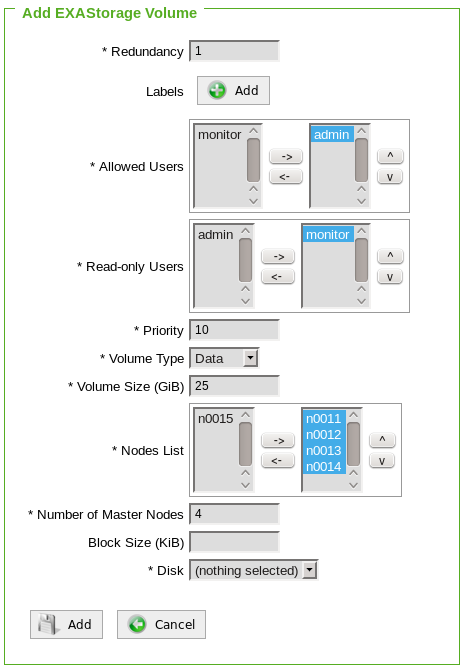 Add EXAStorage Volume
* Redundancy 1
Labels Add
* Allowed Users monitor -> <- admin ^ v
* Read-only Users admin -> <- monitor ^ v
* Priority 10
* Volume Type Data
* Volume Size (GiB) 25
* Nodes List n0015 -> <- n0011 ^ v
n0012
n0013
n0014
* Number of Master Nodes 4
Block Size (KiB)
* Disk (nothing selected)
Add Cancel